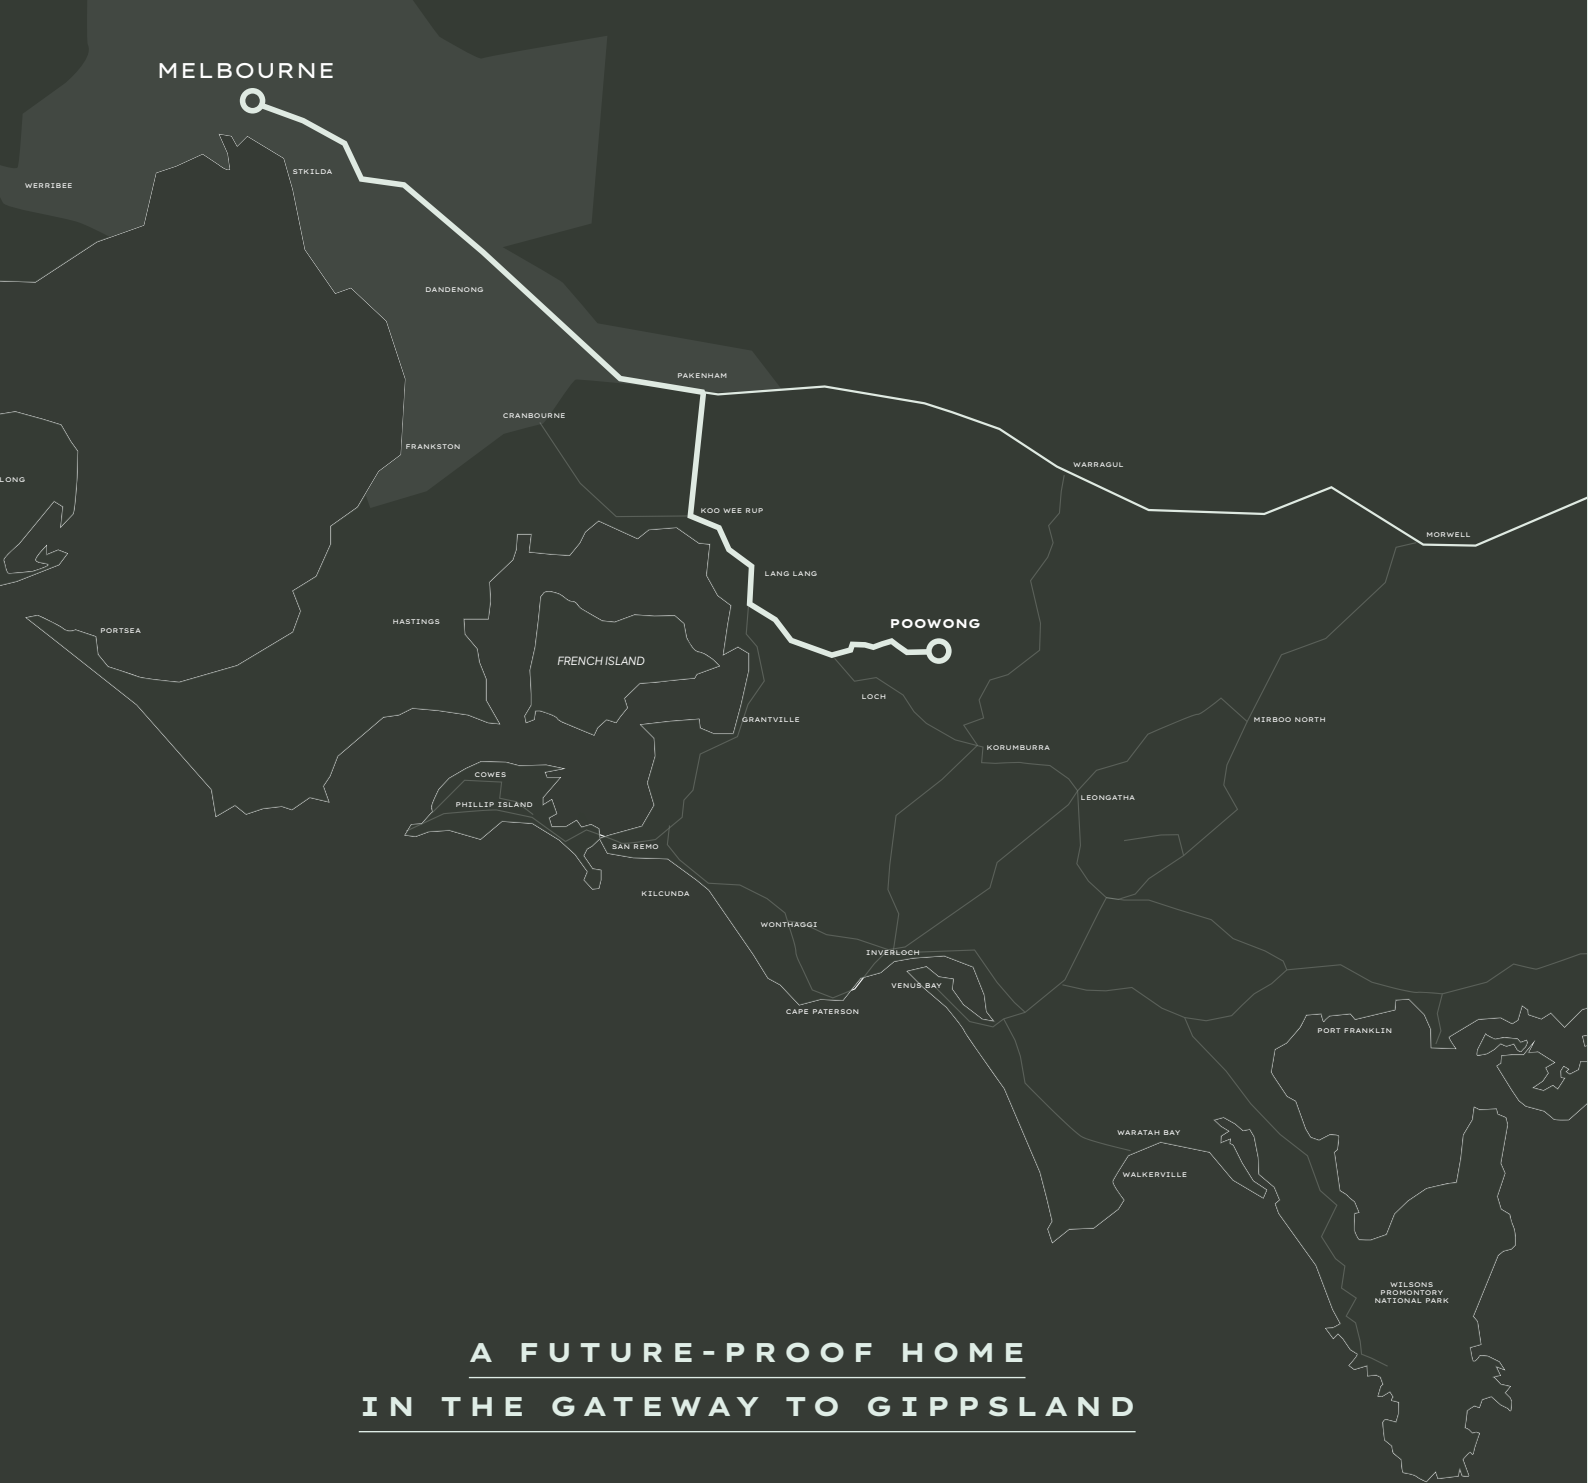 MELBOURNE
STKILDA
WERRIBEE
DANDENONG
PAKENHAM
CRANBOURNE
FRANKSTON
WARRAGUL
LONG
KOO WEE RUP
MORWELL
LANG LANG
HASTINGS
POOWONG
PORTSEA
FRENCH ISLAND
LOCH
GRANTVILLE
MIRBOO NORTH
KORUMBURRA
COWES
LEONGATHA
PHILLIP ISLAND
SAN REMO
KILCUNDA
WONTHAGGI
INVERLOCH
VENUS BAY
CAPE PATERSON
PORT FRANKLIN
WARATAH BAY
WALKERVILLE
WILSONS
PROMONTORY
NATIONAL PARK
A FUTURE-PROOF HOME
IN THE GATEWAY TO GIPPSLAND